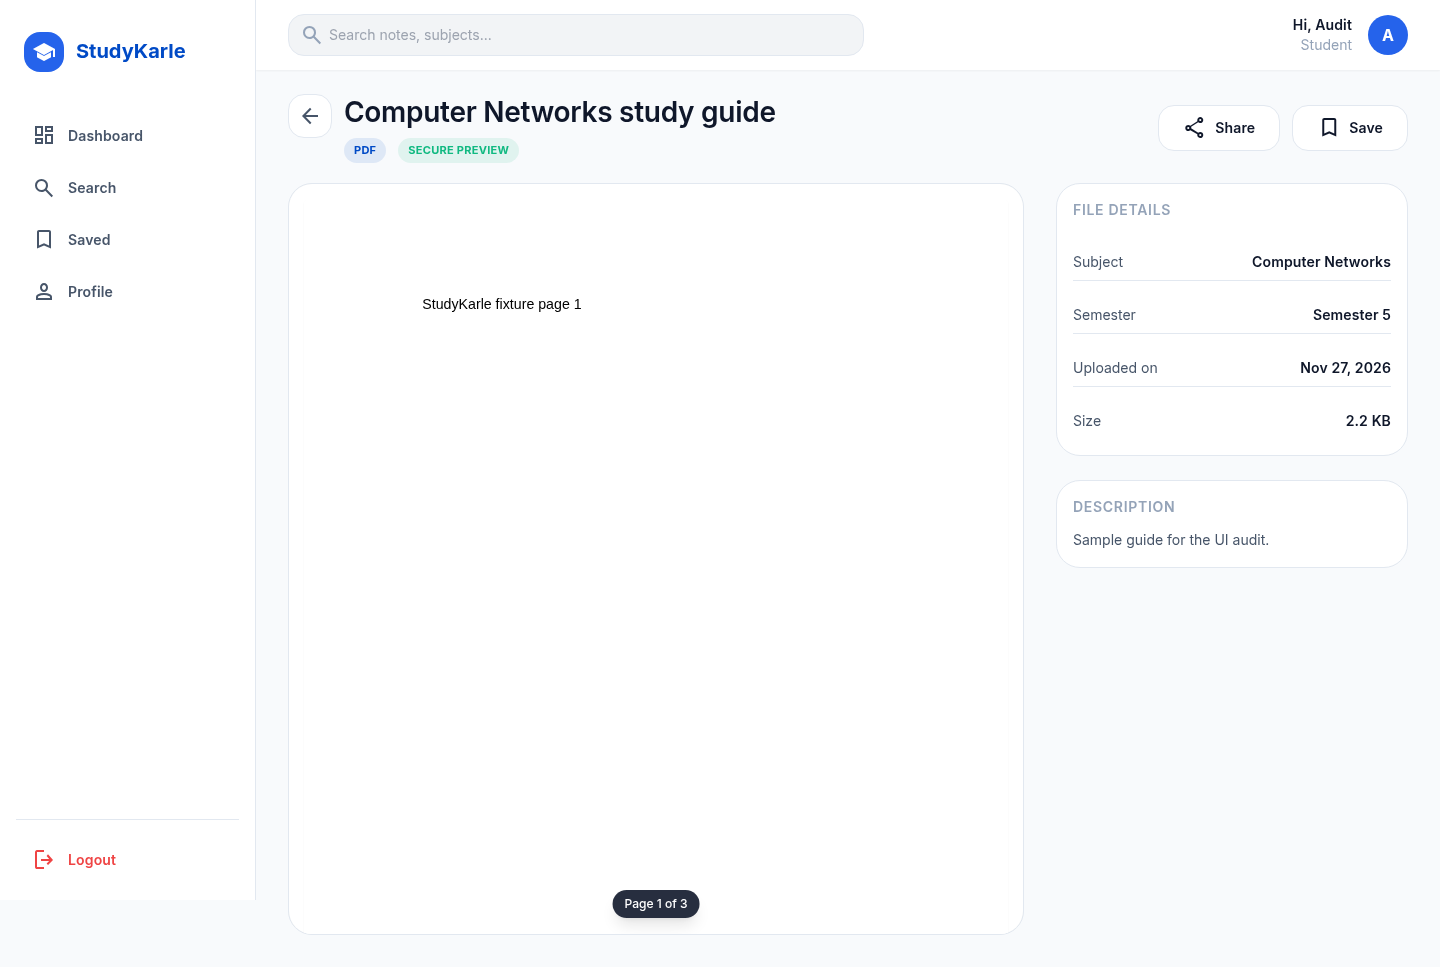 StudyKarle
Search notes, subjects...
Hi, Audit
Student
A
Dashboard
Search
Saved
Profile
Logout
Computer Networks study guide
PDF
SECURE PREVIEW
Share
Save
StudyKarle fixture page 1
Page 1 of 3
FILE DETAILS
Subject
Computer Networks
Semester
Semester 5
Uploaded on
Nov 27, 2026
Size
2.2 KB
DESCRIPTION
Sample guide for the UI audit.